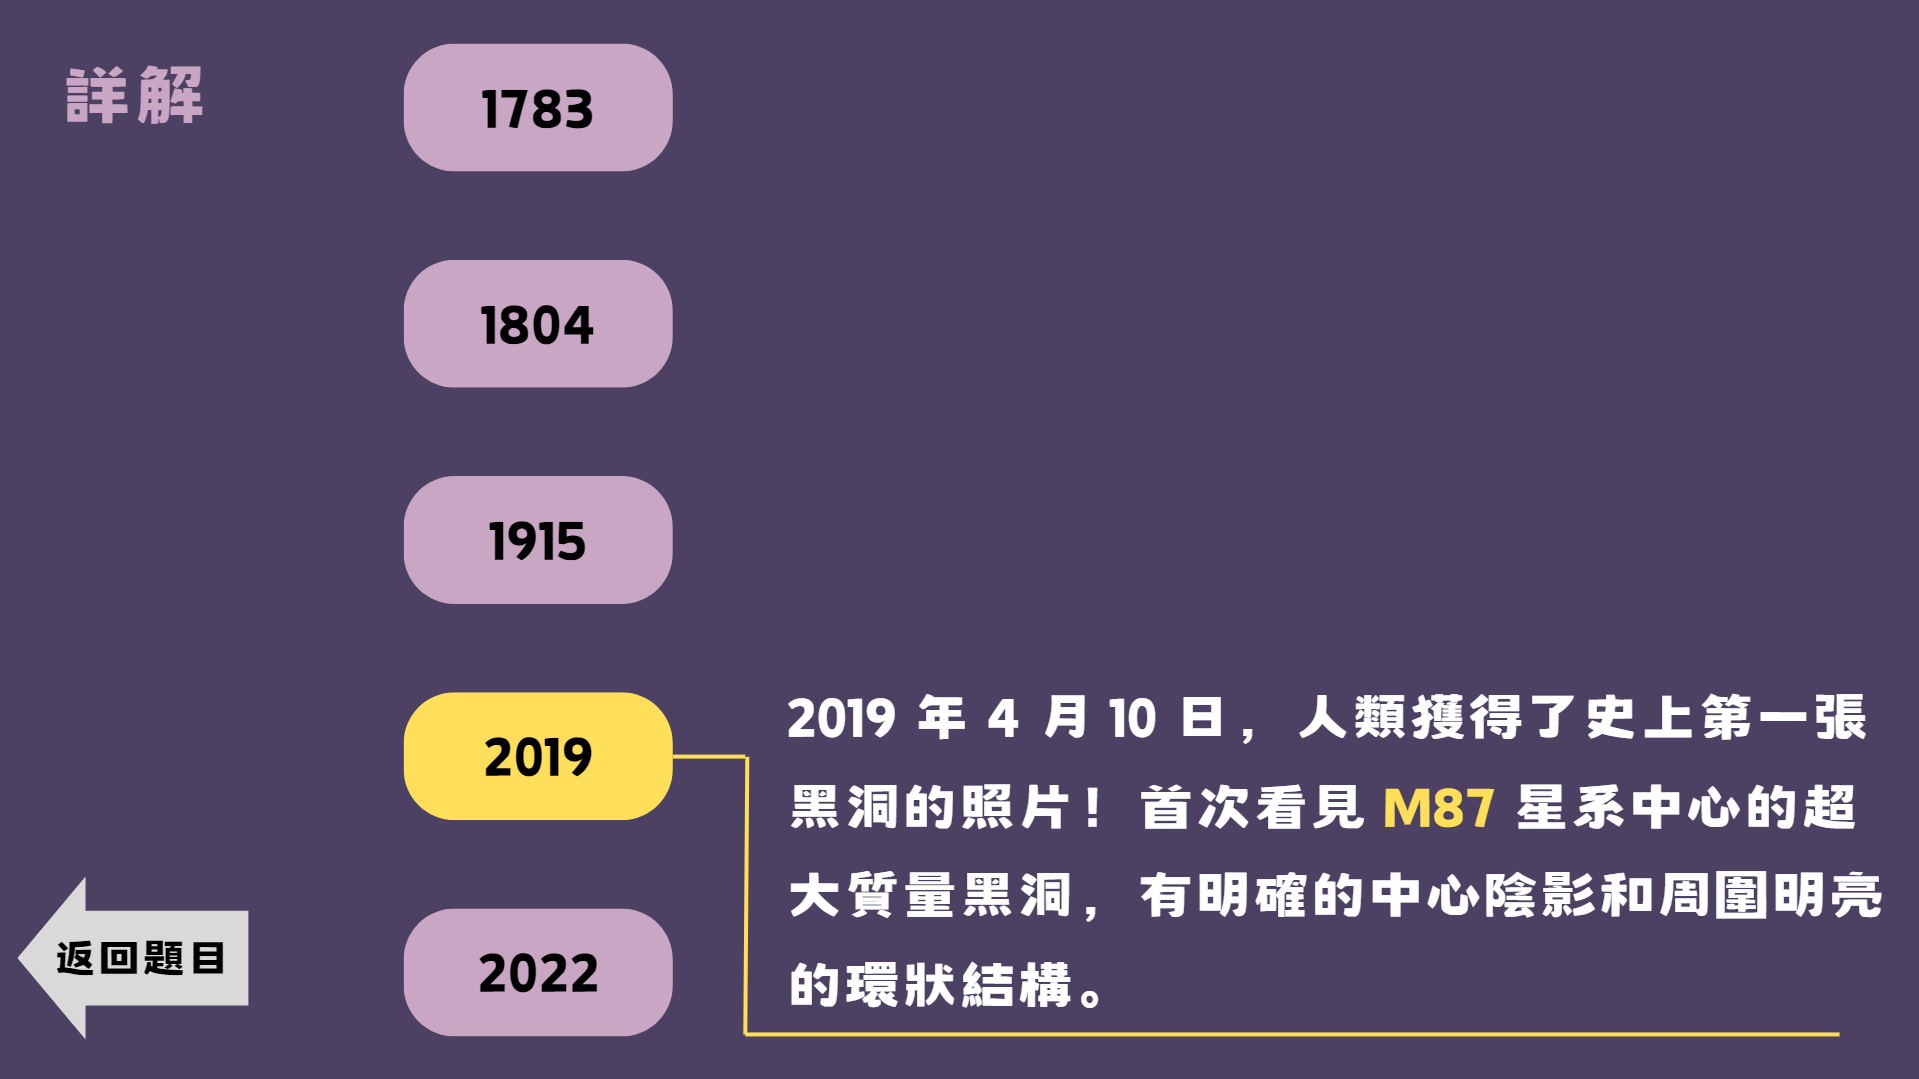 詳解
1783
1804
1915
2019
2019 年 4 月 10 日，人類獲得了史上第一張
黑洞的照片！首次看見 M87 星系中心的超
大質量黑洞，有明確的中心陰影和周圍明亮
的環狀結構。
2022
返回題目